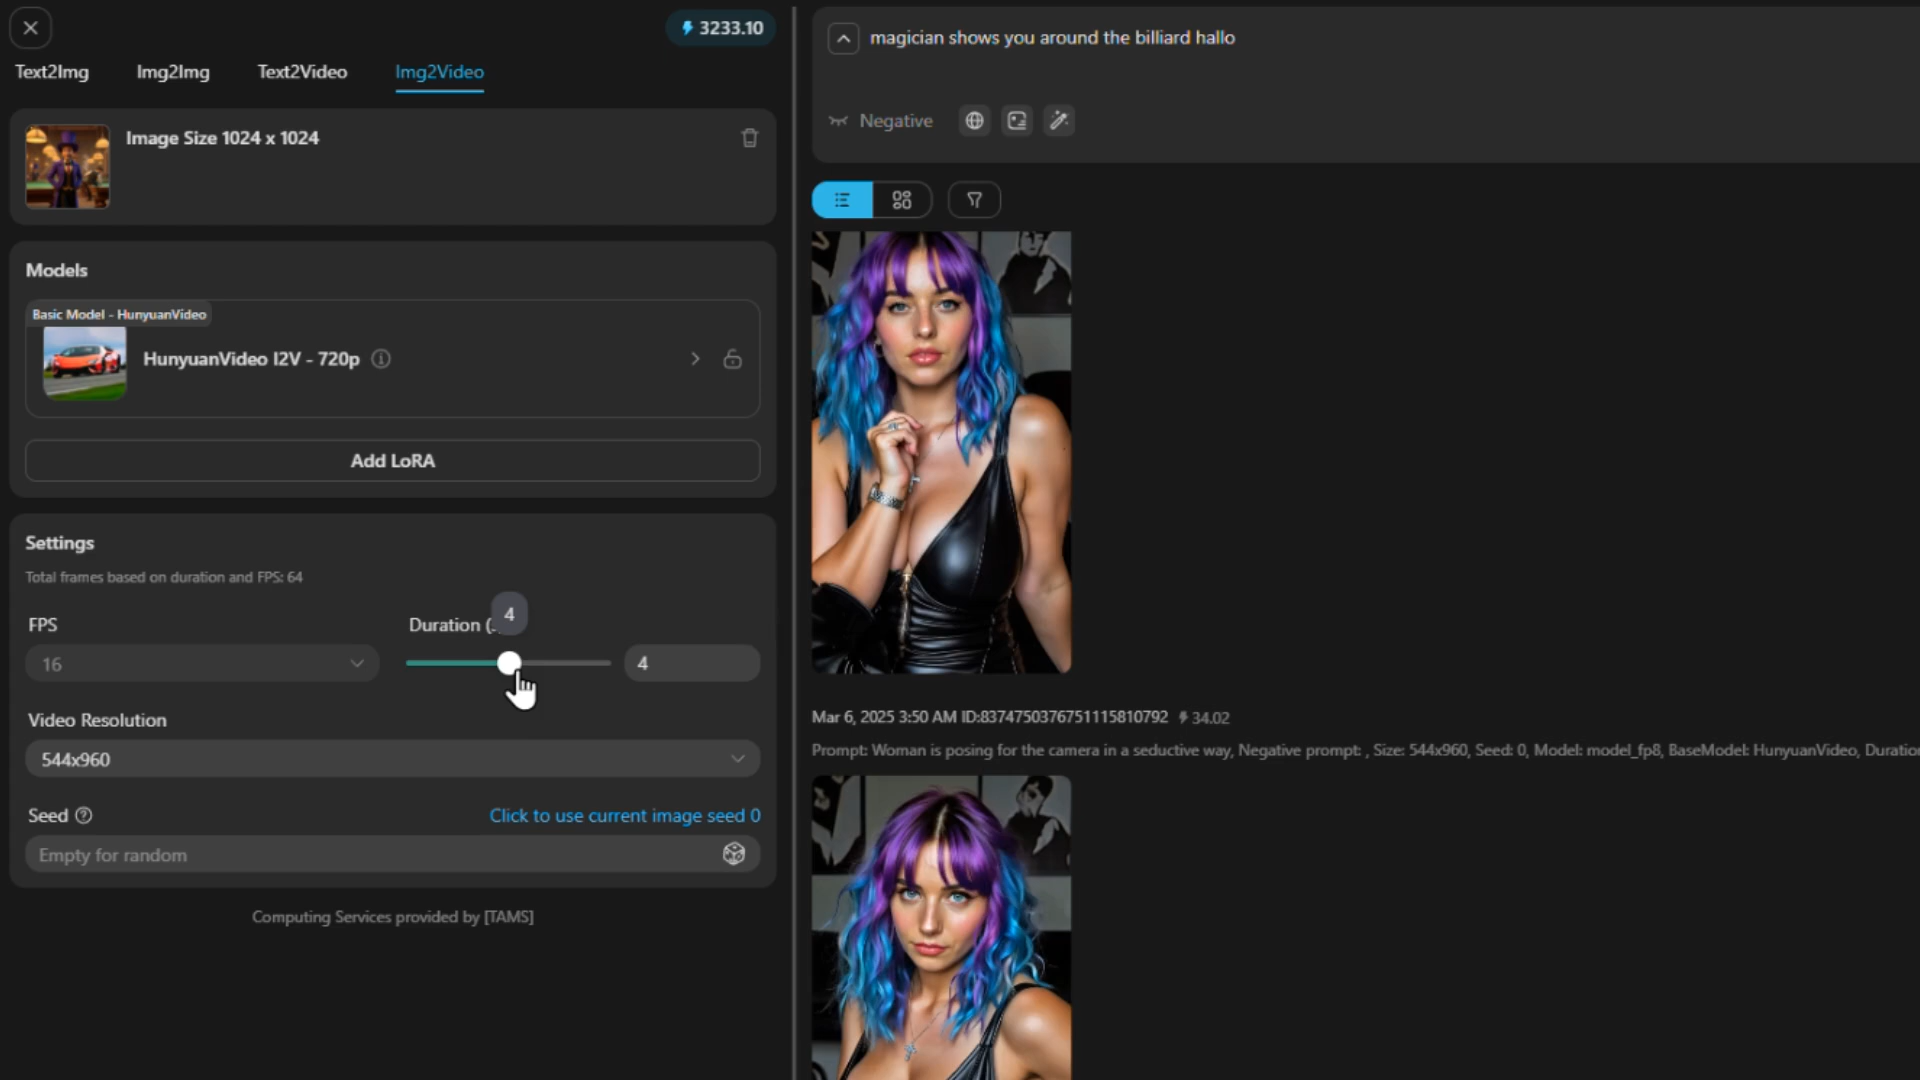 3233.10
Text2Img Img2Img Text2Video Img2Video
Image Size 1024 x 1024
Models
Basic Model - HunyuanVideo
HunyuanVideo I2V - 720p
Add LoRA
Settings
Total frames based on duration and FPS: 64
FPS
16
Duration (
4
4
Video Resolution
544x960
Seed
Click to use current image seed 0
Empty for random
Computing Services provided by [TAMS]
magician shows you around the billiard hallo
Negative
Mar 6, 2025 3:50 AM ID:837475037675111581​0792 34.02
Prompt: Woman is posing for the camera in a seductive way, Negative prompt: , Size: 544x960, Seed: 0, Model: model_fp8, BaseModel: HunyuanVideo, Duration